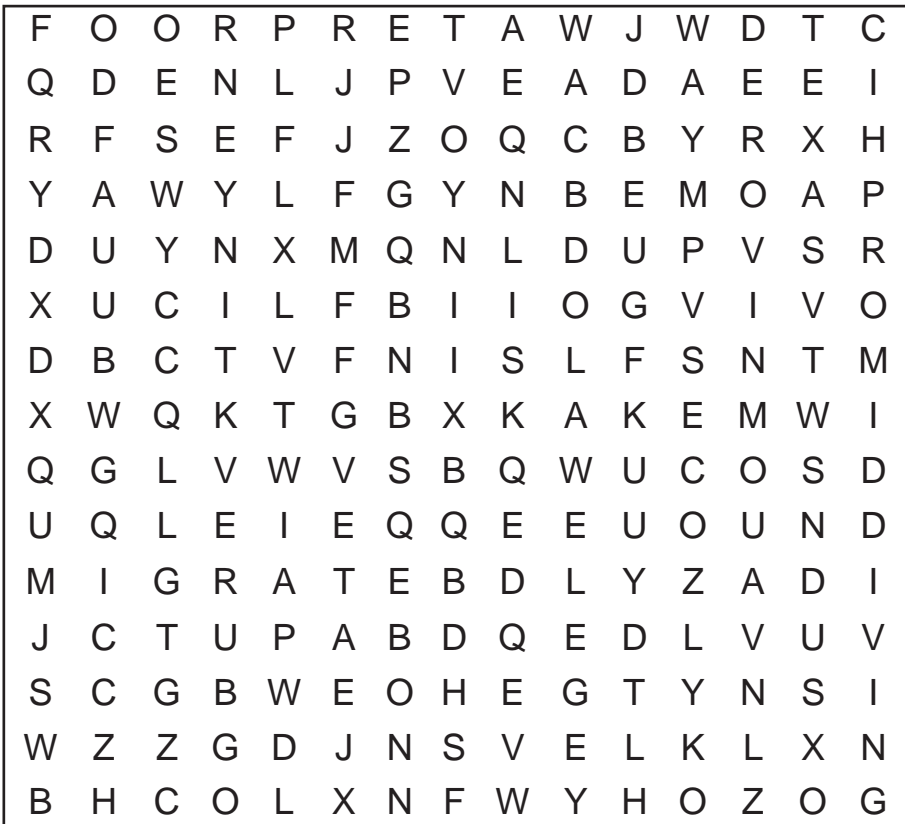 F O O R P R E T A W J W D T C
Q D E N L J P V E A D A E E I
R F S E F J Z O Q C B Y R X H
Y A W Y L F G Y N B E M O A P
D U Y N X M Q N L D U P V S R
X U C I L F B I I O G V I V O
D B C T V F N I S L F S N T M
X W Q K T G B X K A K E M W I
Q G L V W V S B Q W U C O S D
U Q L E I E Q Q E E U O U N D
M I G R A T E B D L Y Z A D I
J C T U P A B D Q E D L V U V
S C G B W E O H E G T Y N S I
W Z Z G D J N S V E L K L X N
B H C O L X N F W Y H O Z O G